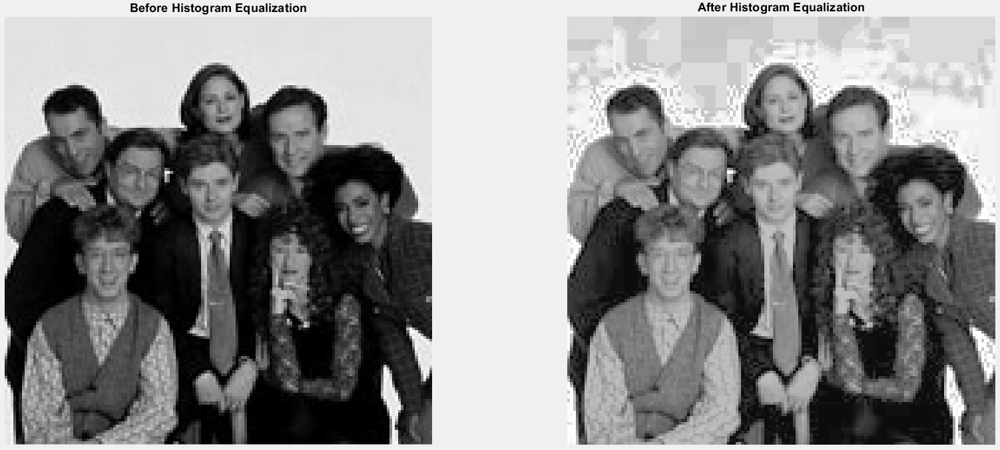 Before Histogram Equalization
After Histogram Equalization